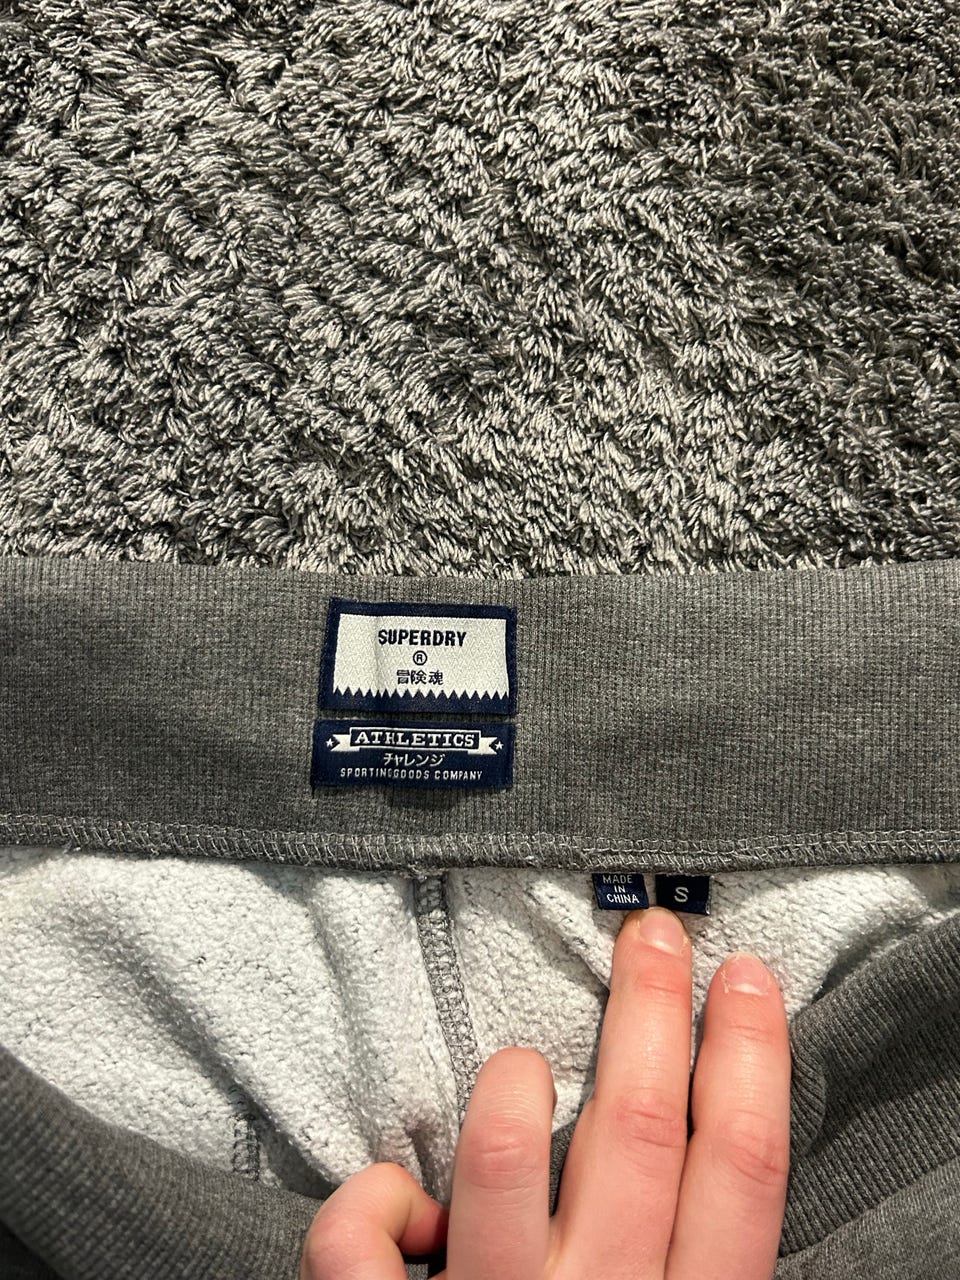 SUPERDRY
®
冒険魂
ATHLETICS
チャレンジ
SPORTINGGOODS COMPANY
MADE
IN
CHINA
S